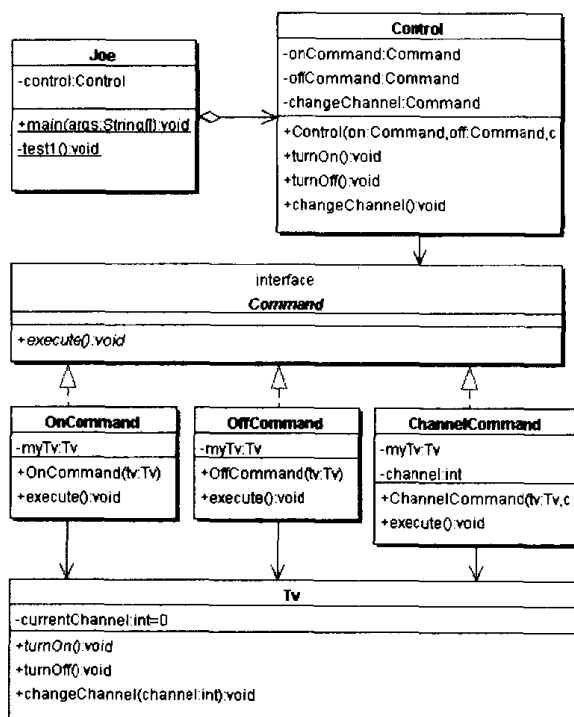 Joe
-control:Control
+main(args:String[]):void
-test1():void
Control
-onCommand:Command
-offCommand:Command
-changeChannel:Command
+Control(on:Command,off:Command,c
+turnOn():void
+turnOff():void
+changeChannel():void
interface
Command
+execute():void
OnCommand
-myTv:Tv
+OnCommand(tv:Tv)
+execute():void
OffCommand
-myTv:Tv
+OffCommand(tv:Tv)
+execute():void
ChannelCommand
-myTv:Tv
-channel:int
+ChannelCommand(tv:Tv,c
+execute():void
Tv
-currentChannel:int=0
+turnOn():void
+turnOff():void
+changeChannel(channel:int):void